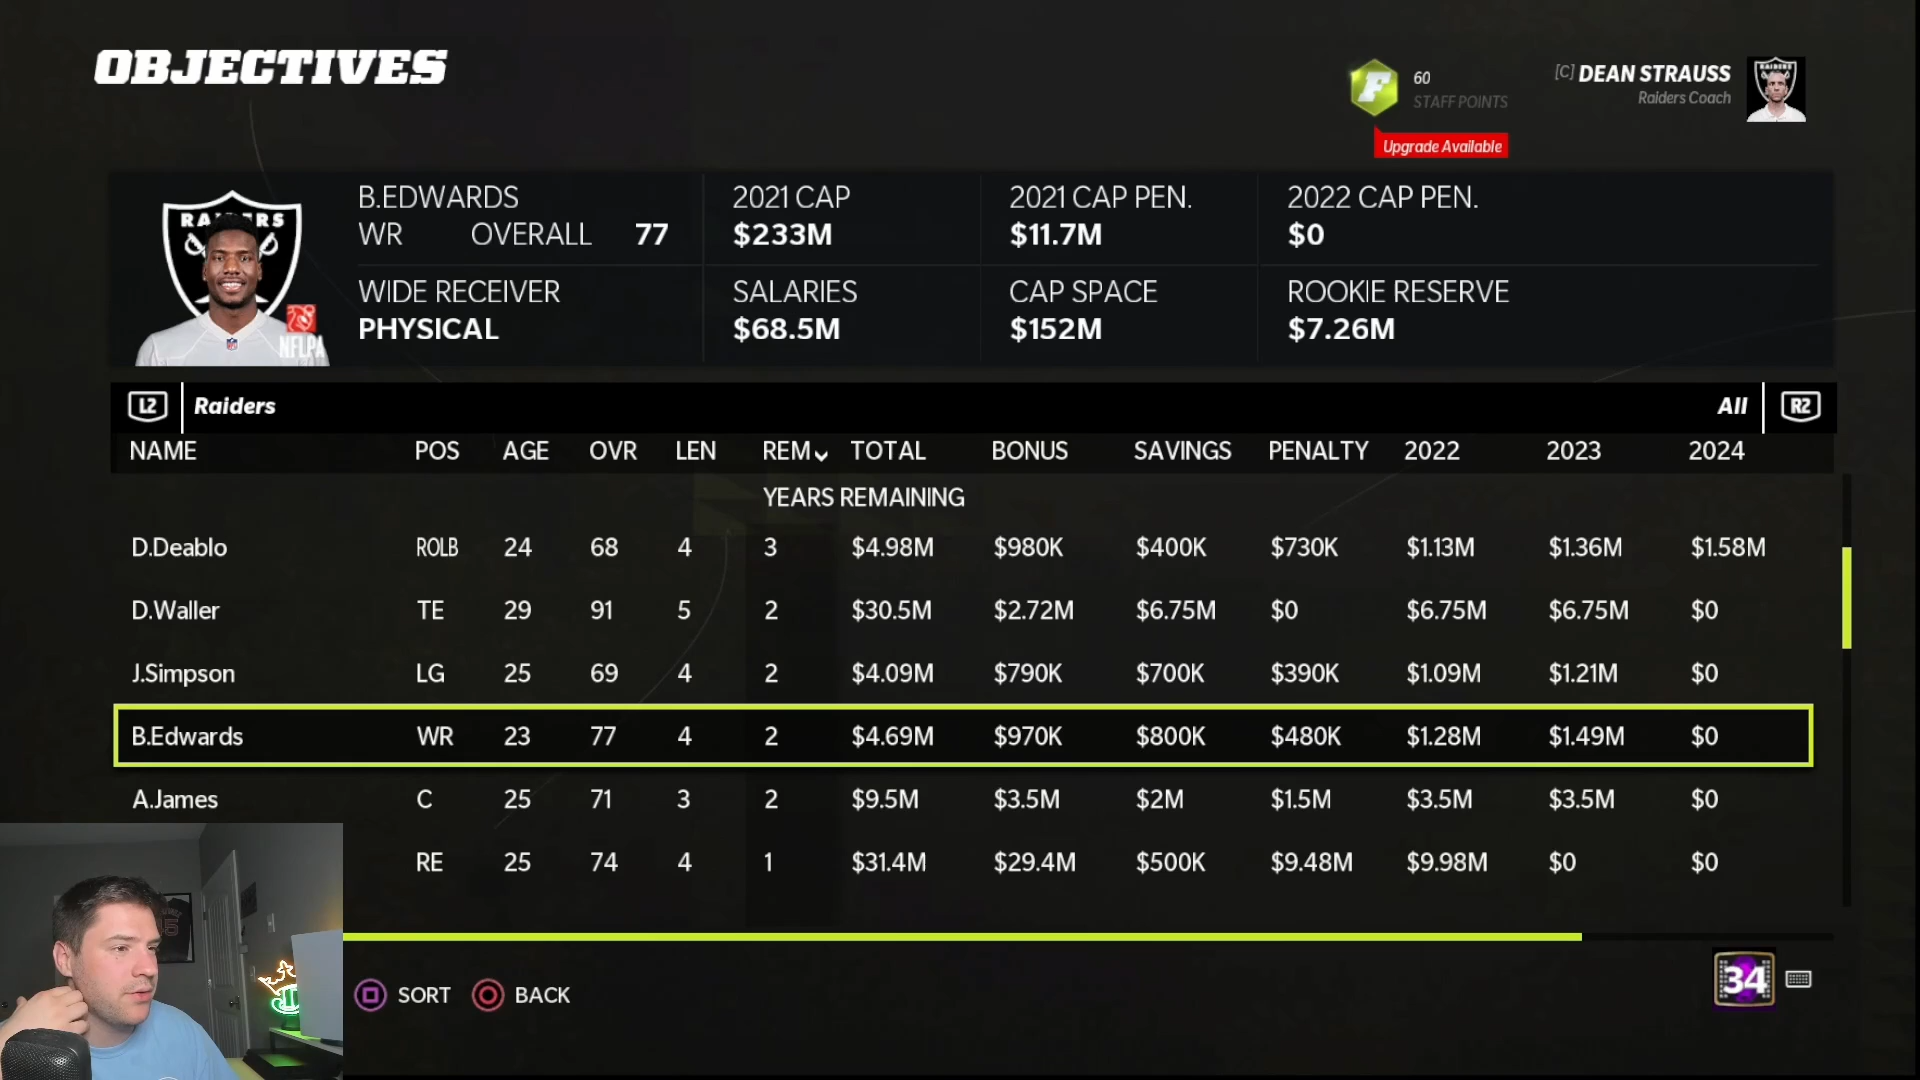 OBJECTIVES
60
STAFF POINTS
Upgrade Available
[C] DEAN STRAUSS
Raiders Coach
RAIDERS
RAIDERS
NFLPA
B.EDWARDS
WR OVERALL 77
WIDE RECEIVER
PHYSICAL
2021 CAP
$233M
SALARIES
$68.5M
2021 CAP PEN.
$11.7M
CAP SPACE
$152M
2022 CAP PEN.
$0
ROOKIE RESERVE
$7.26M
L2 Raiders All R2
NAME POS AGE OVR LEN REM TOTAL BONUS SAVINGS PENALTY 2022 2023 2024
YEARS REMAINING
D.Deablo ROLB 24 68 4 3 $4.98M $980K $400K $730K $1.13M $1.36M $1.58M
D.Waller TE 29 91 5 2 $30.5M $2.72M $6.75M $0 $6.75M $6.75M $0
J.Simpson LG 25 69 4 2 $4.09M $790K $700K $390K $1.09M $1.21M $0
B.Edwards WR 23 77 4 2 $4.69M $970K $800K $480K $1.28M $1.49M $0
A.James C 25 71 3 2 $9.5M $3.5M $2M $1.5M $3.5M $3.5M $0
RE 25 74 4 1 $31.4M $29.4M $500K $9.48M $9.98M $0 $0
SORT BACK
34